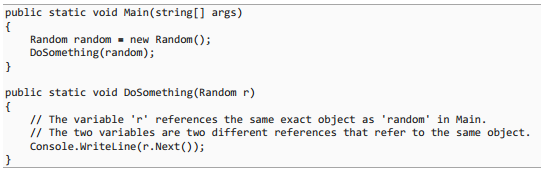 public static void Main(string[] args)
{
    Random random = new Random();
    DoSomething(random);
}
public static void DoSomething(Random r)
{
    // The variable 'r' references the same exact object as 'random' in Main.
    // The two variables are two different references that refer to the same object.
    Console.WriteLine(r.Next());
}